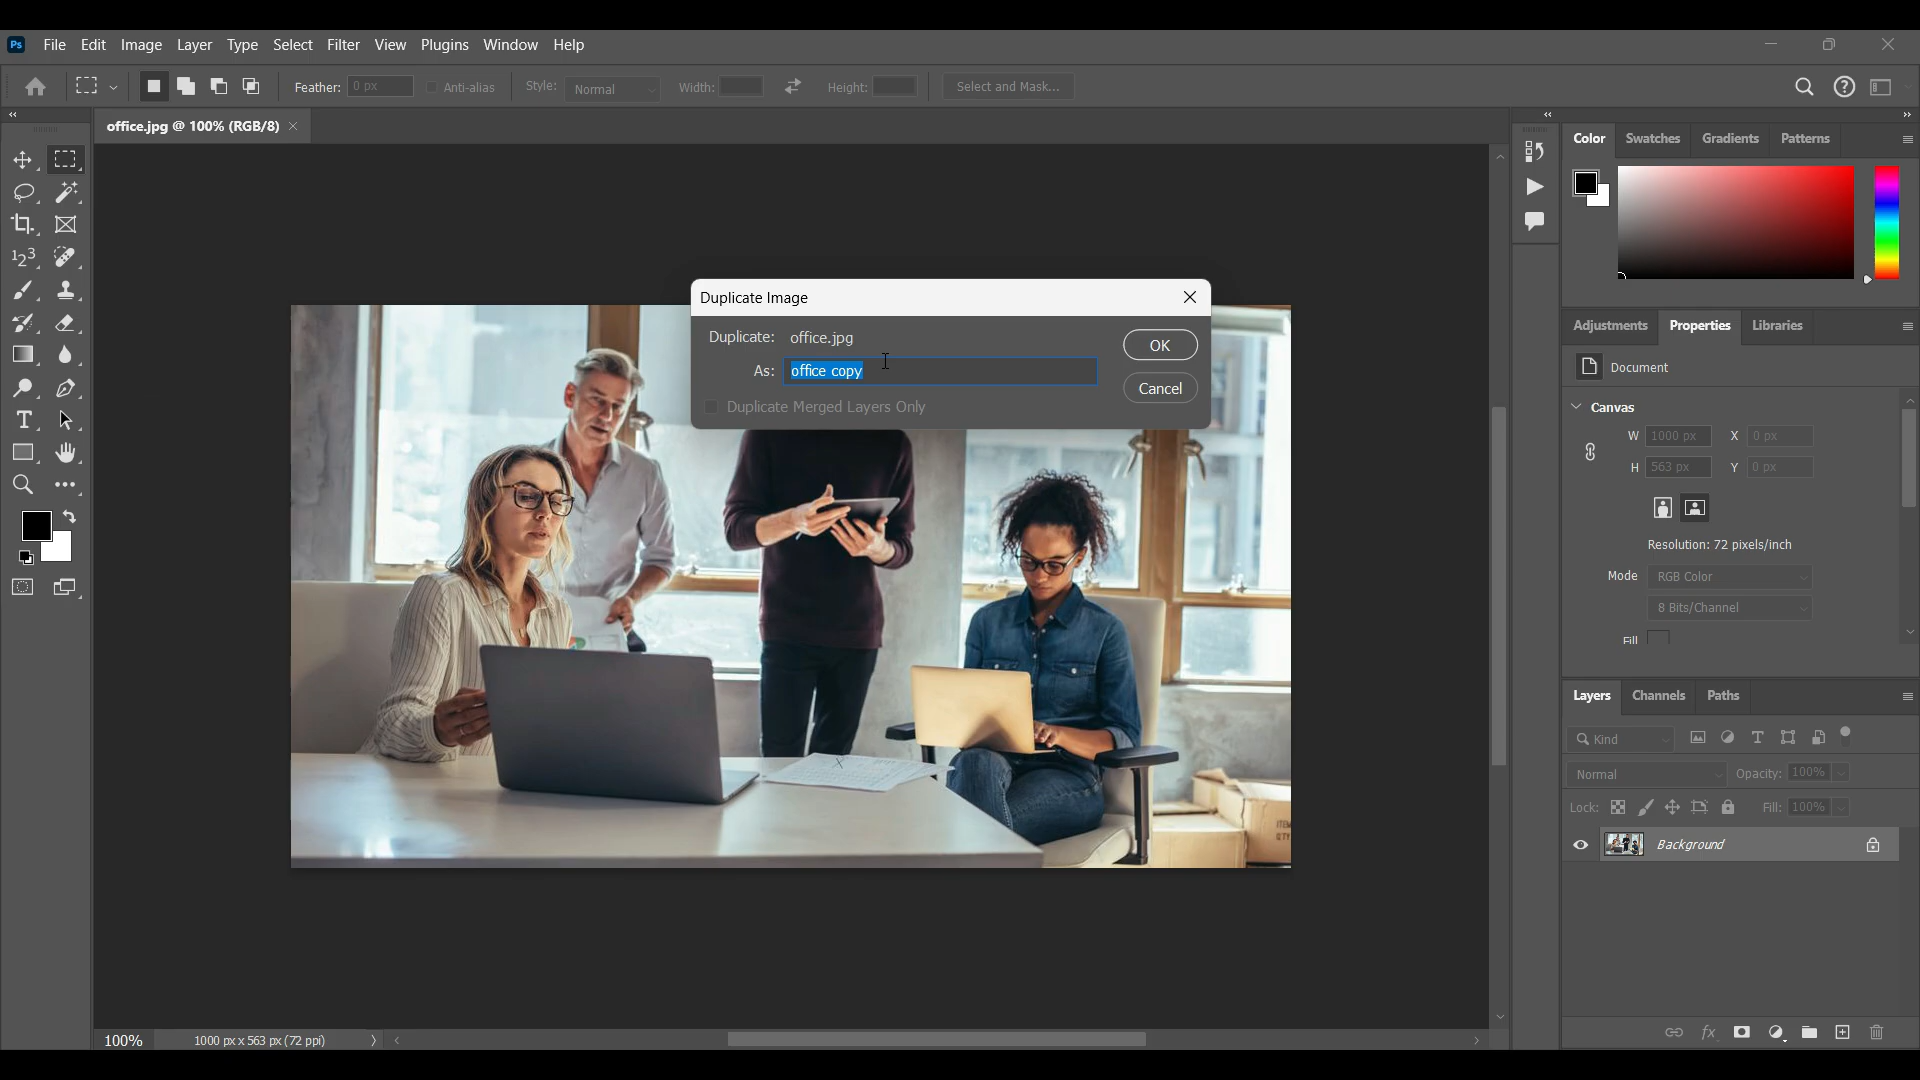 Ps File Edit Image Layer Type Select Filter View Plugins Window Help
Feather: 0 px Anti-alias Style: Normal Width: Height: Select and Mask...
office.jpg @ 100% (RGB/8)
Color Swatches Gradients Patterns
Duplicate Image
Duplicate: office.jpg
OK
As: office copy
Cancel
Duplicate Merged Layers Only
Adjustments Properties Libraries
Document
Canvas
W 1000 px X 0 px
H 563 px Y 0 px
Resolution: 72 pixels/inch
Mode RGB Color
8 Bits/Channel
Fill
Layers Channels Paths
Kind
Normal Opacity: 100%
Lock: Fill: 100%
Background
fx
100% 1000 px x 563 px (72 ppi)